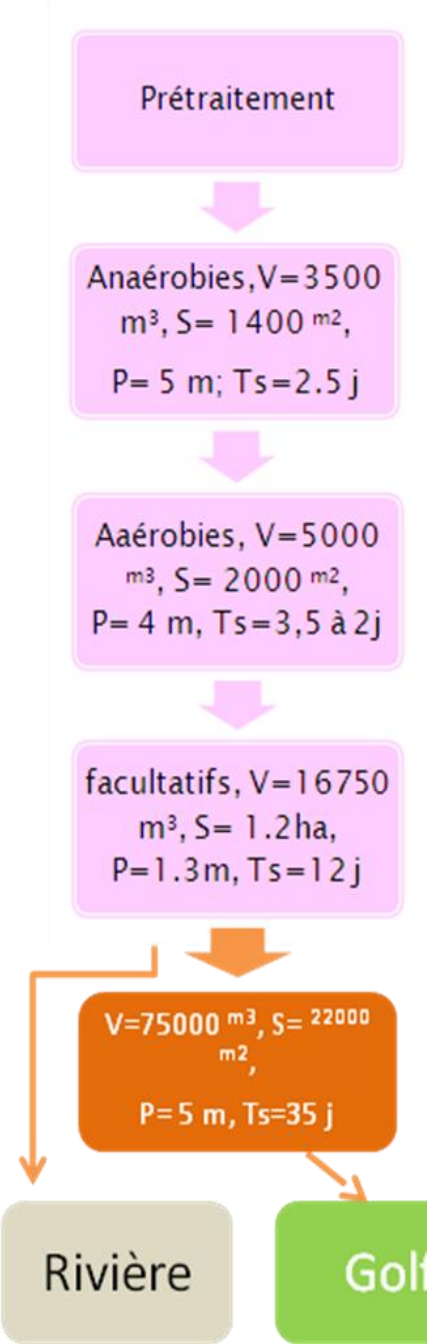 Prétraitement
Anaérobies,V=3500
m³, S= 1400 m²,
P= 5 m; Ts=2.5 j
Aaérobies, V=5000
m³, S= 2000 m²,
P= 4 m, Ts=3,5 à 2j
facultatifs, V=16750
m³, S= 1.2ha,
P=1.3m, Ts=12 j
V=75000 m3, S= 22000
m2,
P= 5 m, Ts=35 j
Rivière
Golf